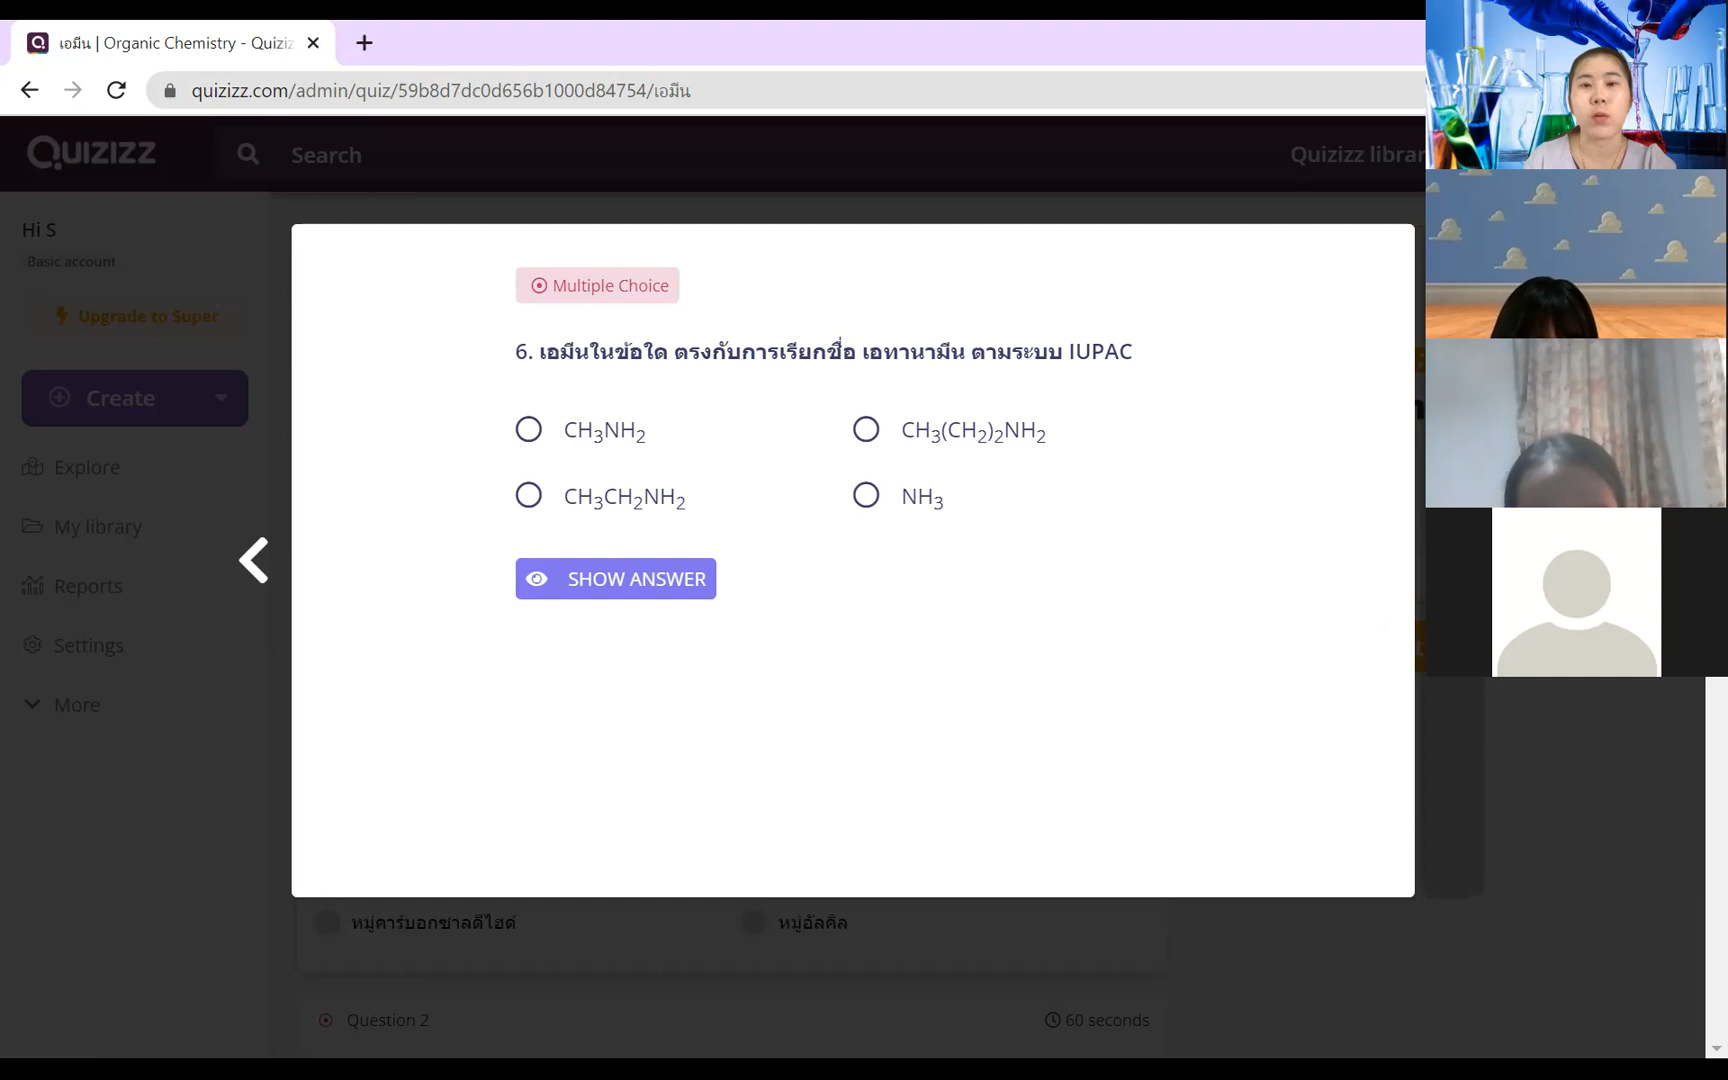 เอมีน | Organic Chemistry - Quiziz
quizizz.com/admin/quiz/59b8d7dc0d656b1000d84754/เอมีน
Quizizz
Search
Quizizz librar
Hi S
Basic account
Upgrade to Super
Create
Explore
My library
Reports
Settings
More
Multiple Choice
6. เอมีนในข้อใด ตรงกับการเรียกชื่อ เอทานามีน ตามระบบ IUPAC
CH₃NH₂
CH₃(CH₂)₂NH₂
CH₃CH₂NH₂
NH₃
SHOW ANSWER
หมู่คาร์บอกซาลดีไฮด์
หมู่อัลคิล
Question 2
60 seconds